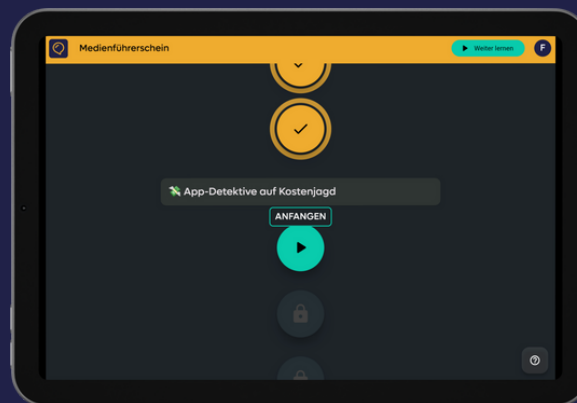 Medienführerschein
Weiter lernen
F
💸 App-Detektive auf Kostenjagd
ANFANGEN